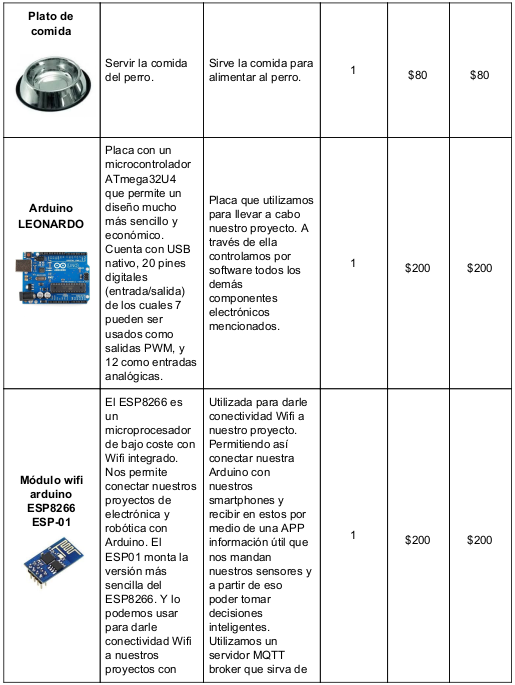 Plato de
comida
Servir la comida
del perro.
Sirve la comida para
alimentar al perro.
1
$80
$80
Arduino
LEONARDO
Placa con un
microcontrolador
ATmega32U4
que permite un
diseño mucho
más sencillo y
económico.
Cuenta con USB
nativo, 20 pines
digitales
(entrada/salida)
de los cuales 7
pueden ser
usados como
salidas PWM, y
12 como entradas
analógicas.
Placa que utilizamos
para llevar a cabo
nuestro proyecto. A
través de ella
controlamos por
software todos los
demás
componentes
electrónicos
mencionados.
1
$200
$200
Módulo wifi
arduino
ESP8266
ESP-01
El ESP8266 es
un
microprocesador
de bajo coste con
Wifi integrado.
Nos permite
conectar nuestros
proyectos de
electrónica y
robótica con
Arduino. El
ESP01 monta la
versión más
sencilla del
ESP8266. Y lo
podemos usar
para darle
conectividad Wifi
a nuestros
proyectos con
Utilizada para darle
conectividad Wifi a
nuestro proyecto.
Permitiendo así
conectar nuestra
Arduino con
nuestros
smartphones y
recibir en estos por
medio de una APP
información útil que
nos mandan
nuestros sensores y
a partir de eso
poder tomar
decisiones
inteligentes.
Utilizamos un
servidor MQTT
broker que sirva de
1
$200
$200